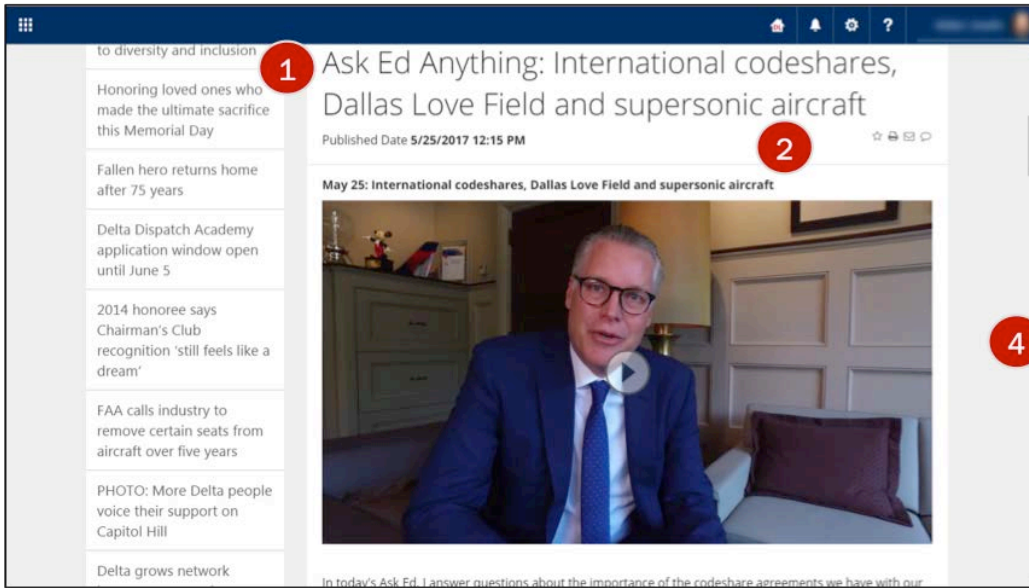 ?
to diversity and inclusion
Honoring loved ones who
made the ultimate sacrifice
this Memorial Day
Fallen hero returns home
after 75 years
Delta Dispatch Academy
application window open
until June 5
2014 honoree says
Chairman's Club
recognition 'still feels like a
dream'
FAA calls industry to
remove certain seats from
aircraft over five years
PHOTO: More Delta people
voice their support on
Capitol Hill
Delta grows network
1
Ask Ed Anything: International codeshares,
Dallas Love Field and supersonic aircraft
Published Date 5/25/2017 12:15 PM
2
May 25: International codeshares, Dallas Love Field and supersonic aircraft
4
In today's Ask Ed, I answer questions about the importance of the codeshare agreements we have with our